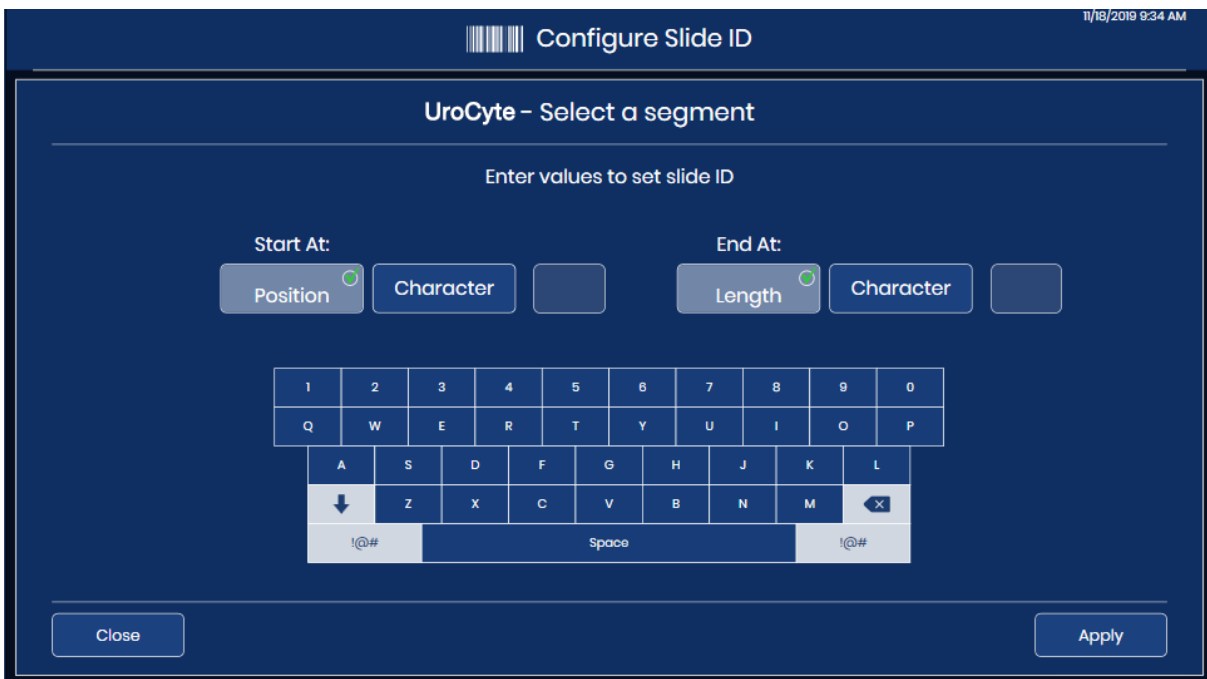 11/18/2019 9:34 AM
Configure Slide ID
UroCyte - Select a segment
Enter values to set slide ID
Start At: End At:
Position Character Length Character
1 2 3 4 5 6 7 8 9 0
Q W E R T Y U I O P
A S D F G H J K L
Z X C V B N M
!@# Space !@#
Close Apply